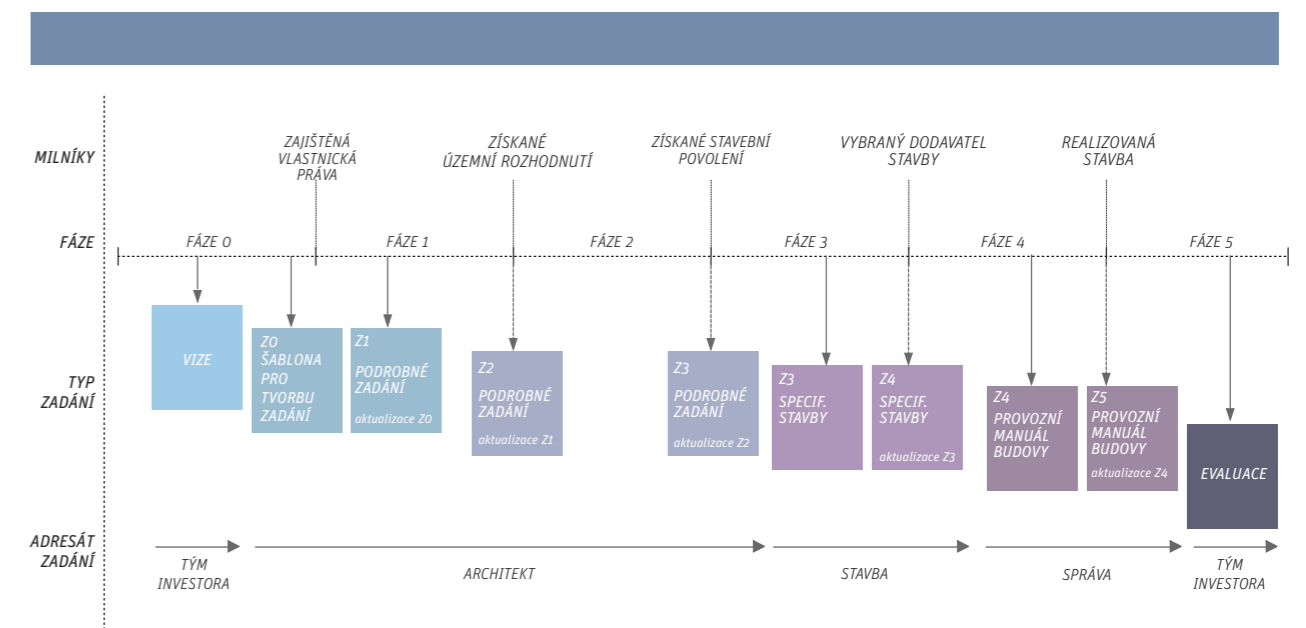 MILNÍKY
ZAJIŠTĚNÁ
VLASTNICKÁ
PRÁVA
ZÍSKANÉ
ÚZEMNÍ ROZHODNUTÍ
ZÍSKANÉ STAVEBNÍ
POVOLENÍ
VYBRANÝ DODAVATEL
STAVBY
REALIZOVANÁ
STAVBA
FÁZE
FÁZE 0
FÁZE 1
FÁZE 2
FÁZE 3
FÁZE 4
FÁZE 5
TYP
ZADÁNÍ
VIZE
Z0
ŠABLONA
PRO
TVORBU
ZADÁNÍ
Z1
PODROBNÉ
ZADÁNÍ
aktualizace Z0
Z2
PODROBNÉ
ZADÁNÍ
aktualizace Z1
Z3
PODROBNÉ
ZADÁNÍ
aktualizace Z2
Z3
SPECIF.
STAVBY
Z4
SPECIF.
STAVBY
aktualizace Z3
Z4
PROVOZNÍ
MANUÁL
BUDOVY
Z5
PROVOZNÍ
MANUÁL
BUDOVY
aktualizace Z4
EVALUACE
ADRESÁT
ZADÁNÍ
TÝM
INVESTORA
ARCHITEKT
STAVBA
SPRÁVA
TÝM
INVESTORA